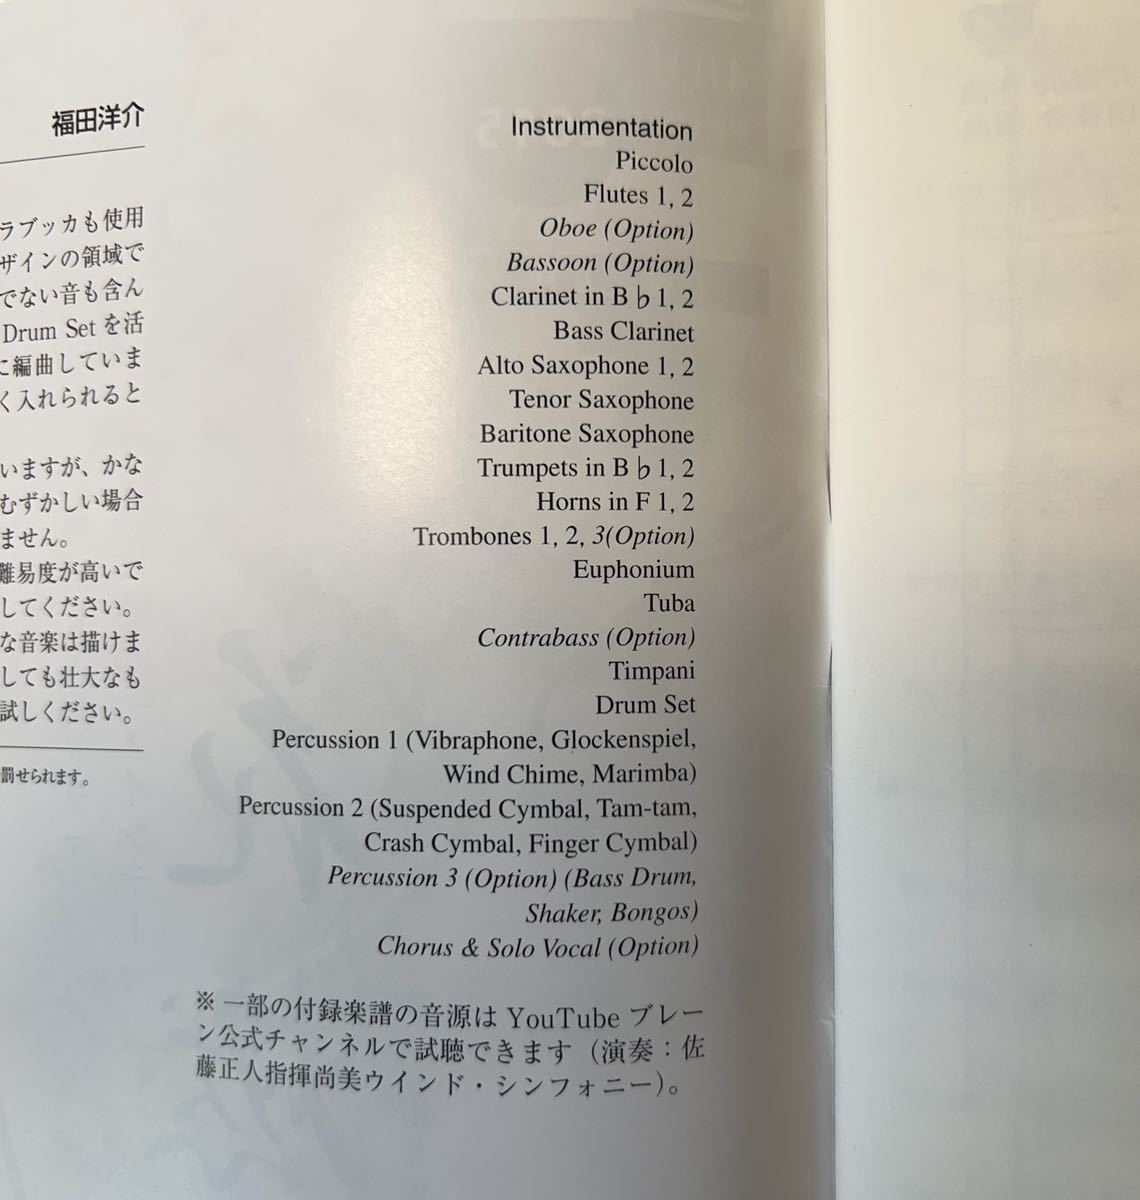 福田洋介
ラブッカも使用
ザインの領域で
でない音も含ん
Drum Set を活
に編曲していま
く入れられると
いますが、かな
むずかしい場合
ません。
難易度が高いで
してください。
な音楽は描けま
しても壮大なも
試しください。
罰せられます。
Instrumentation
Piccolo
Flutes 1, 2
Oboe (Option)
Bassoon (Option)
Clarinet in B♭1, 2
Bass Clarinet
Alto Saxophone 1, 2
Tenor Saxophone
Baritone Saxophone
Trumpets in B♭1, 2
Horns in F 1, 2
Trombones 1, 2, 3(Option)
Euphonium
Tuba
Contrabass (Option)
Timpani
Drum Set
Percussion 1 (Vibraphone, Glockenspiel,
Wind Chime, Marimba)
Percussion 2 (Suspended Cymbal, Tam-tam,
Crash Cymbal, Finger Cymbal)
Percussion 3 (Option) (Bass Drum,
Shaker, Bongos)
Chorus & Solo Vocal (Option)
※一部の付録楽譜の音源は YouTube ブレー
ン公式チャンネルで試聴できます（演奏：佐
藤正人指揮尚美ウインド・シンフォニー）。